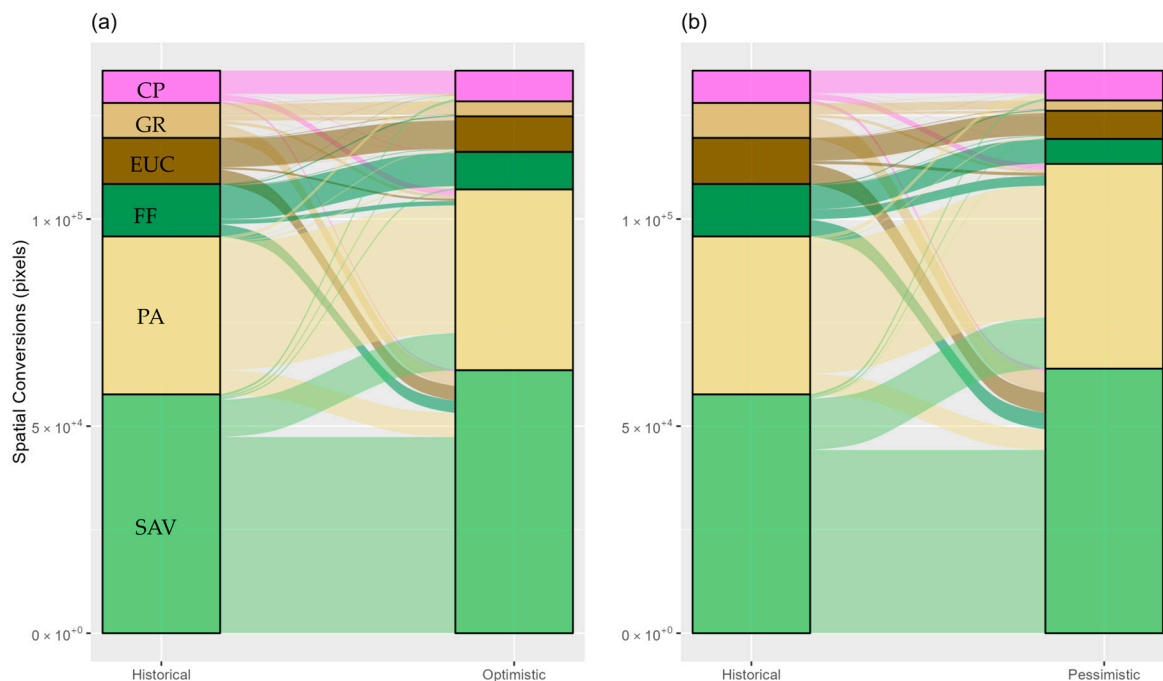 (a)
(b)
Spatial Conversions (pixels)
1 × 10⁺⁵
5 × 10⁺⁴
0 × 10⁺⁰
CP
GR
EUC
FF
PA
SAV
Historical
Optimistic
1 × 10⁺⁵
5 × 10⁺⁴
0 × 10⁺⁰
Historical
Pessimistic